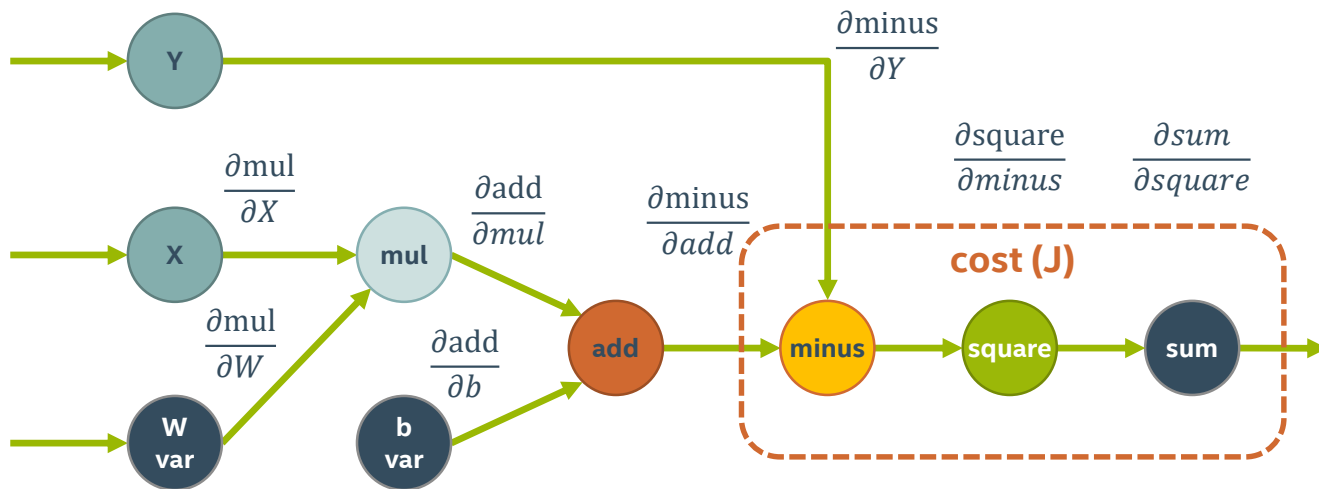 ∂minus
∂Y
Y
∂square
∂minus
∂sum
∂square
∂mul
∂X
∂add
∂mul
∂minus
∂add
X
mul
cost (J)
∂mul
∂W
∂add
∂b
add
minus
square
sum
W
var
b
var